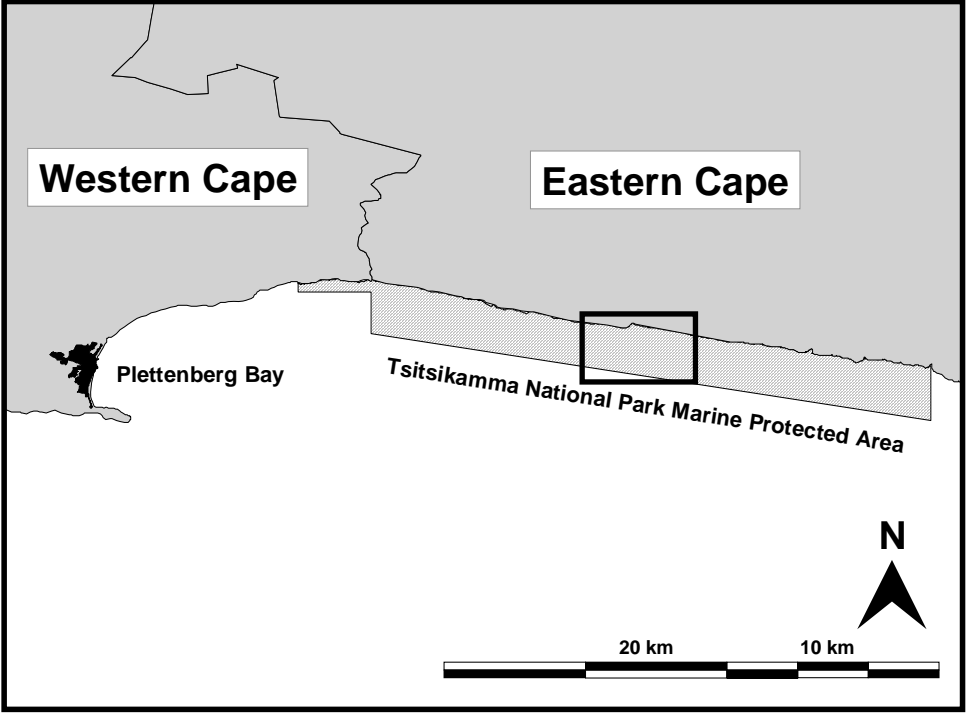 Western Cape
Eastern Cape
Plettenberg Bay
Tsitsikamma National Park Marine Protected Area
N
20 km
10 km